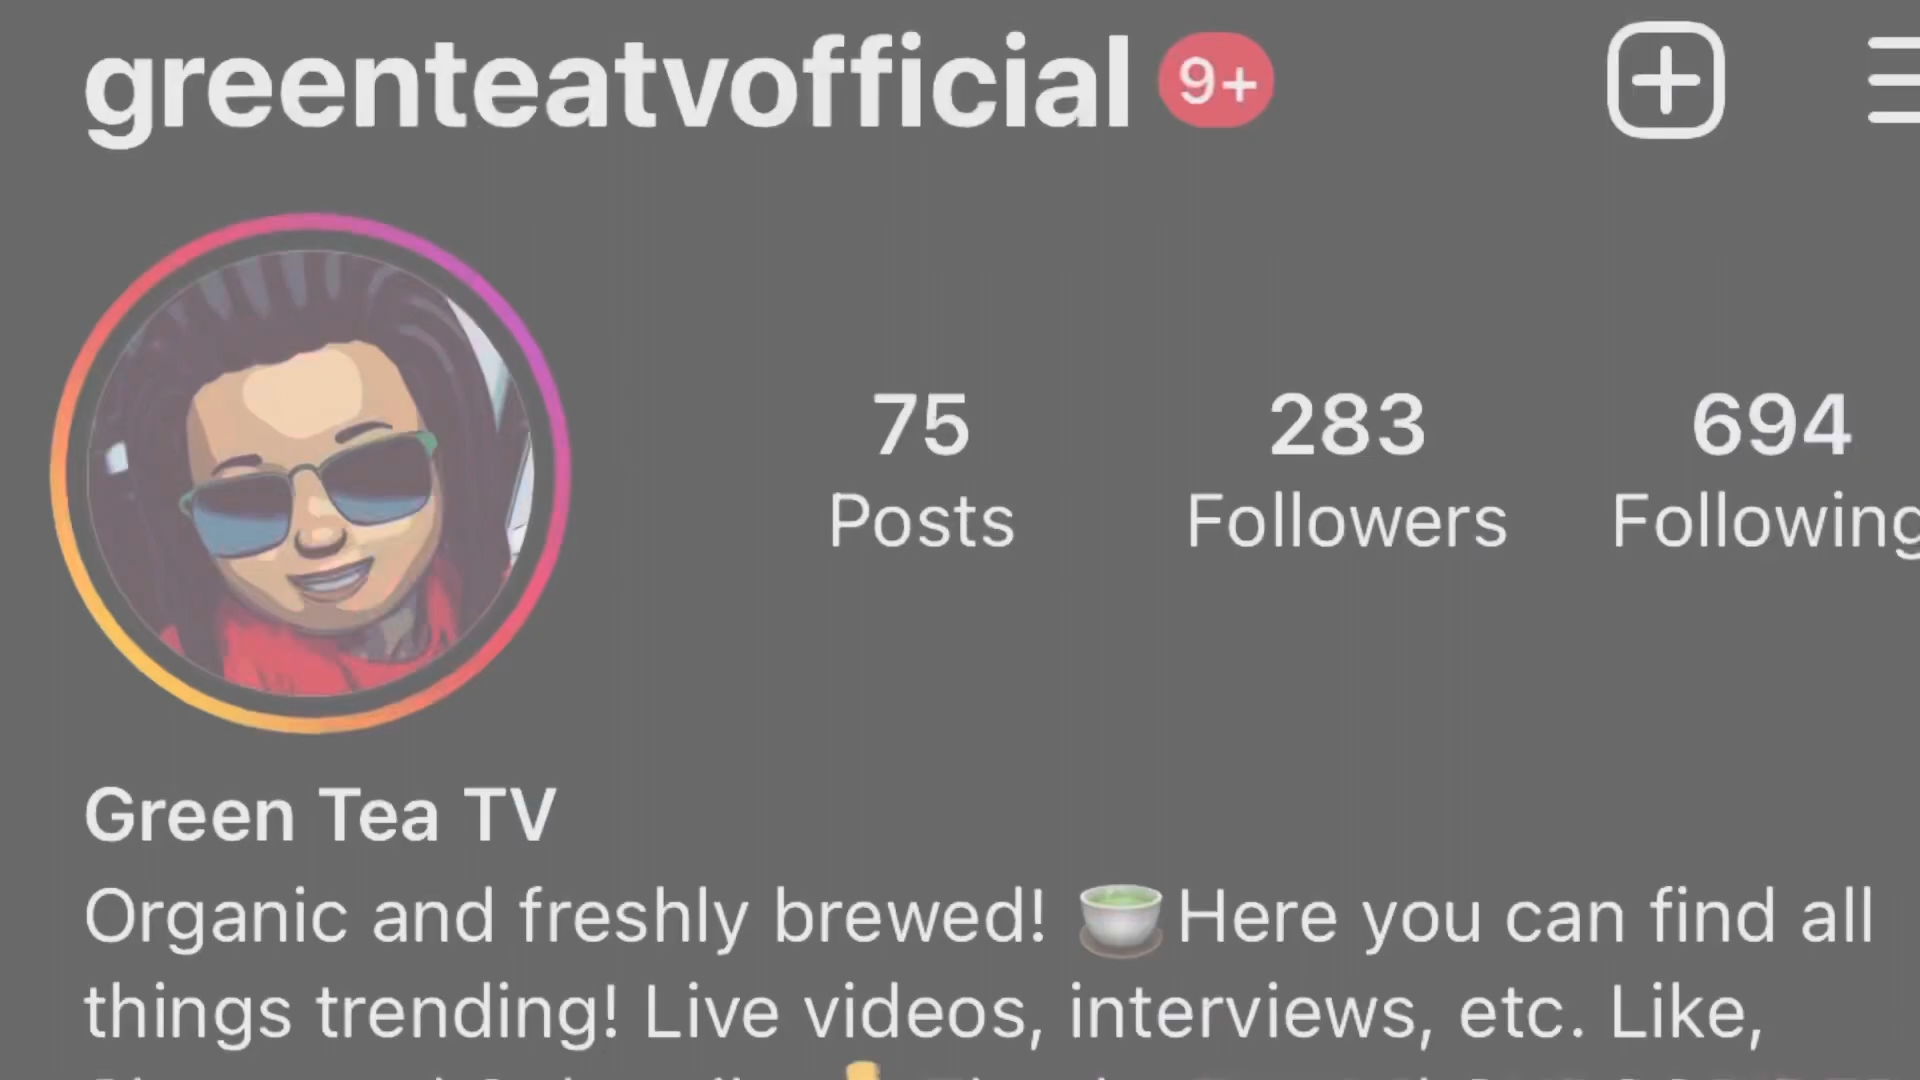 greenteatvofficial 9+
75 283 694
Posts Followers Following
Green Tea TV
Organic and freshly brewed! 🍵Here you can find all
things trending! Live videos, interviews, etc. Like,